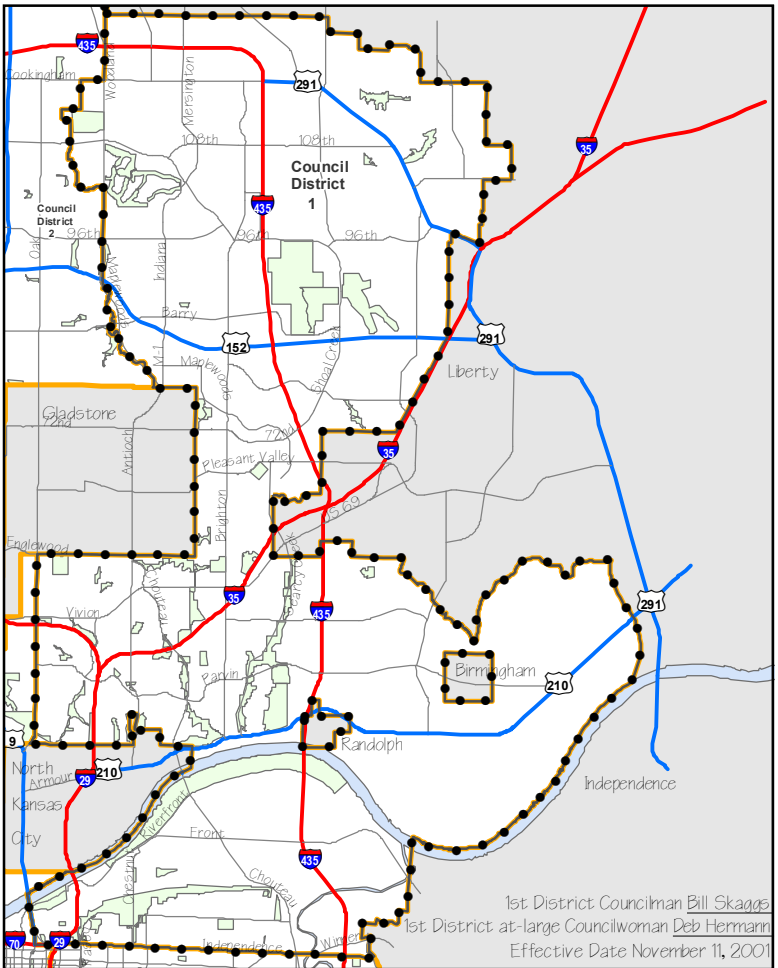 435
Cookingham
Woodland
Mersington
291
108th
108th
35
Council
District
1
435
Council
District
2
96th
96th
96th
Oak
Maplewoods
Indiana
Barry
152
291
M-1
Maplewoods
Shoal Creek
Liberty
Gladstone
72nd
72nd
Antioch
35
Pleasant Valley
Brighton
US 69
Englewood
Searcy Creek
Chouteau
35
435
291
Vivion
Parvin
Birmingham
210
9
Randolph
North
Kansas
City
Armour
29
210
Independence
Riverfront
Front
435
Chestnut
Chouteau
1st District Councilman Bill Skaggs
1st District at-large Councilwoman Deb Hermann
Effective Date November 11, 2001
70
29
Independence
Winner